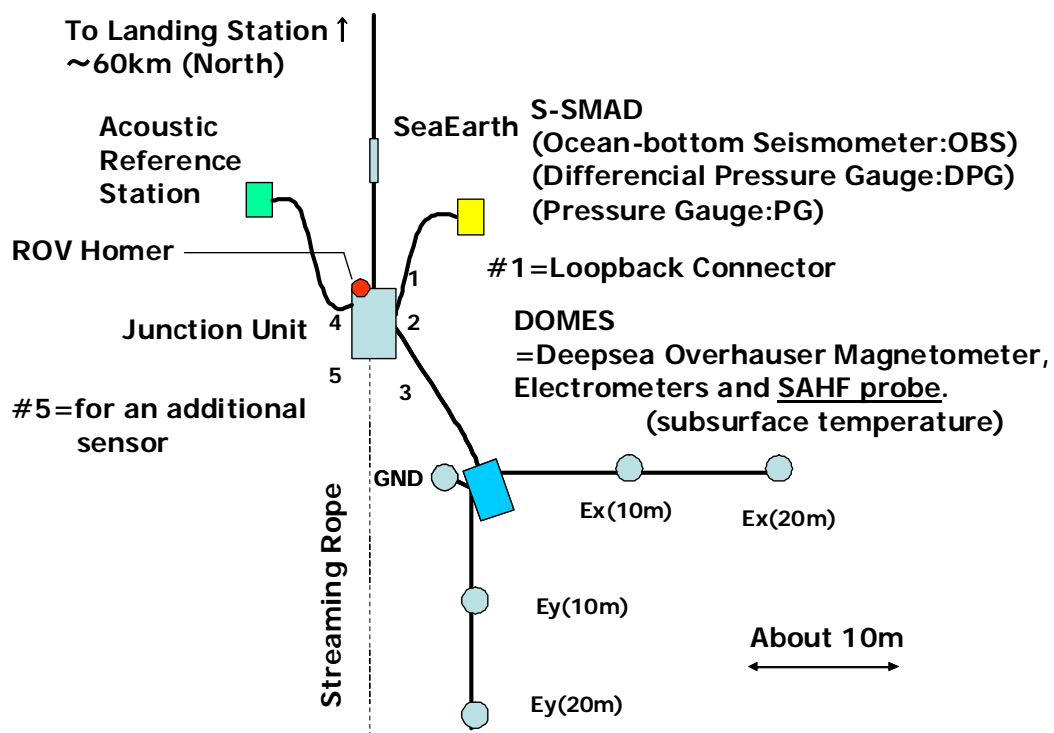 To Landing Station ↑
~60km (North)
Acoustic
Reference
Station
SeaEarth
S-SMAD
(Ocean-bottom Seismometer:OBS)
(Differencial Pressure Gauge:DPG)
(Pressure Gauge:PG)
ROV Homer
#1=Loopback Connector
1
Junction Unit
4
2
5
3
DOMES
=Deepsea Overhauser Magnetometer,
Electrometers and SAHF probe.
(subsurface temperature)
#5=for an additional
sensor
GND
Ex(10m)
Ex(20m)
Streaming Rope
Ey(10m)
About 10m
Ey(20m)